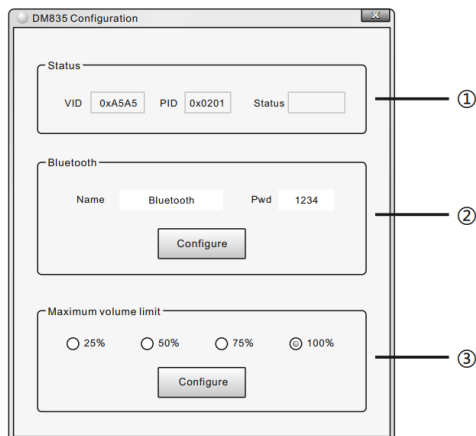 DM835 Configuration
Status
VID 0xA5A5 PID 0x0201 Status
①
Bluetooth
Name Bluetooth Pwd 1234
②
Configure
Maximum volume limit
25% 50% 75% 100%
③
Configure